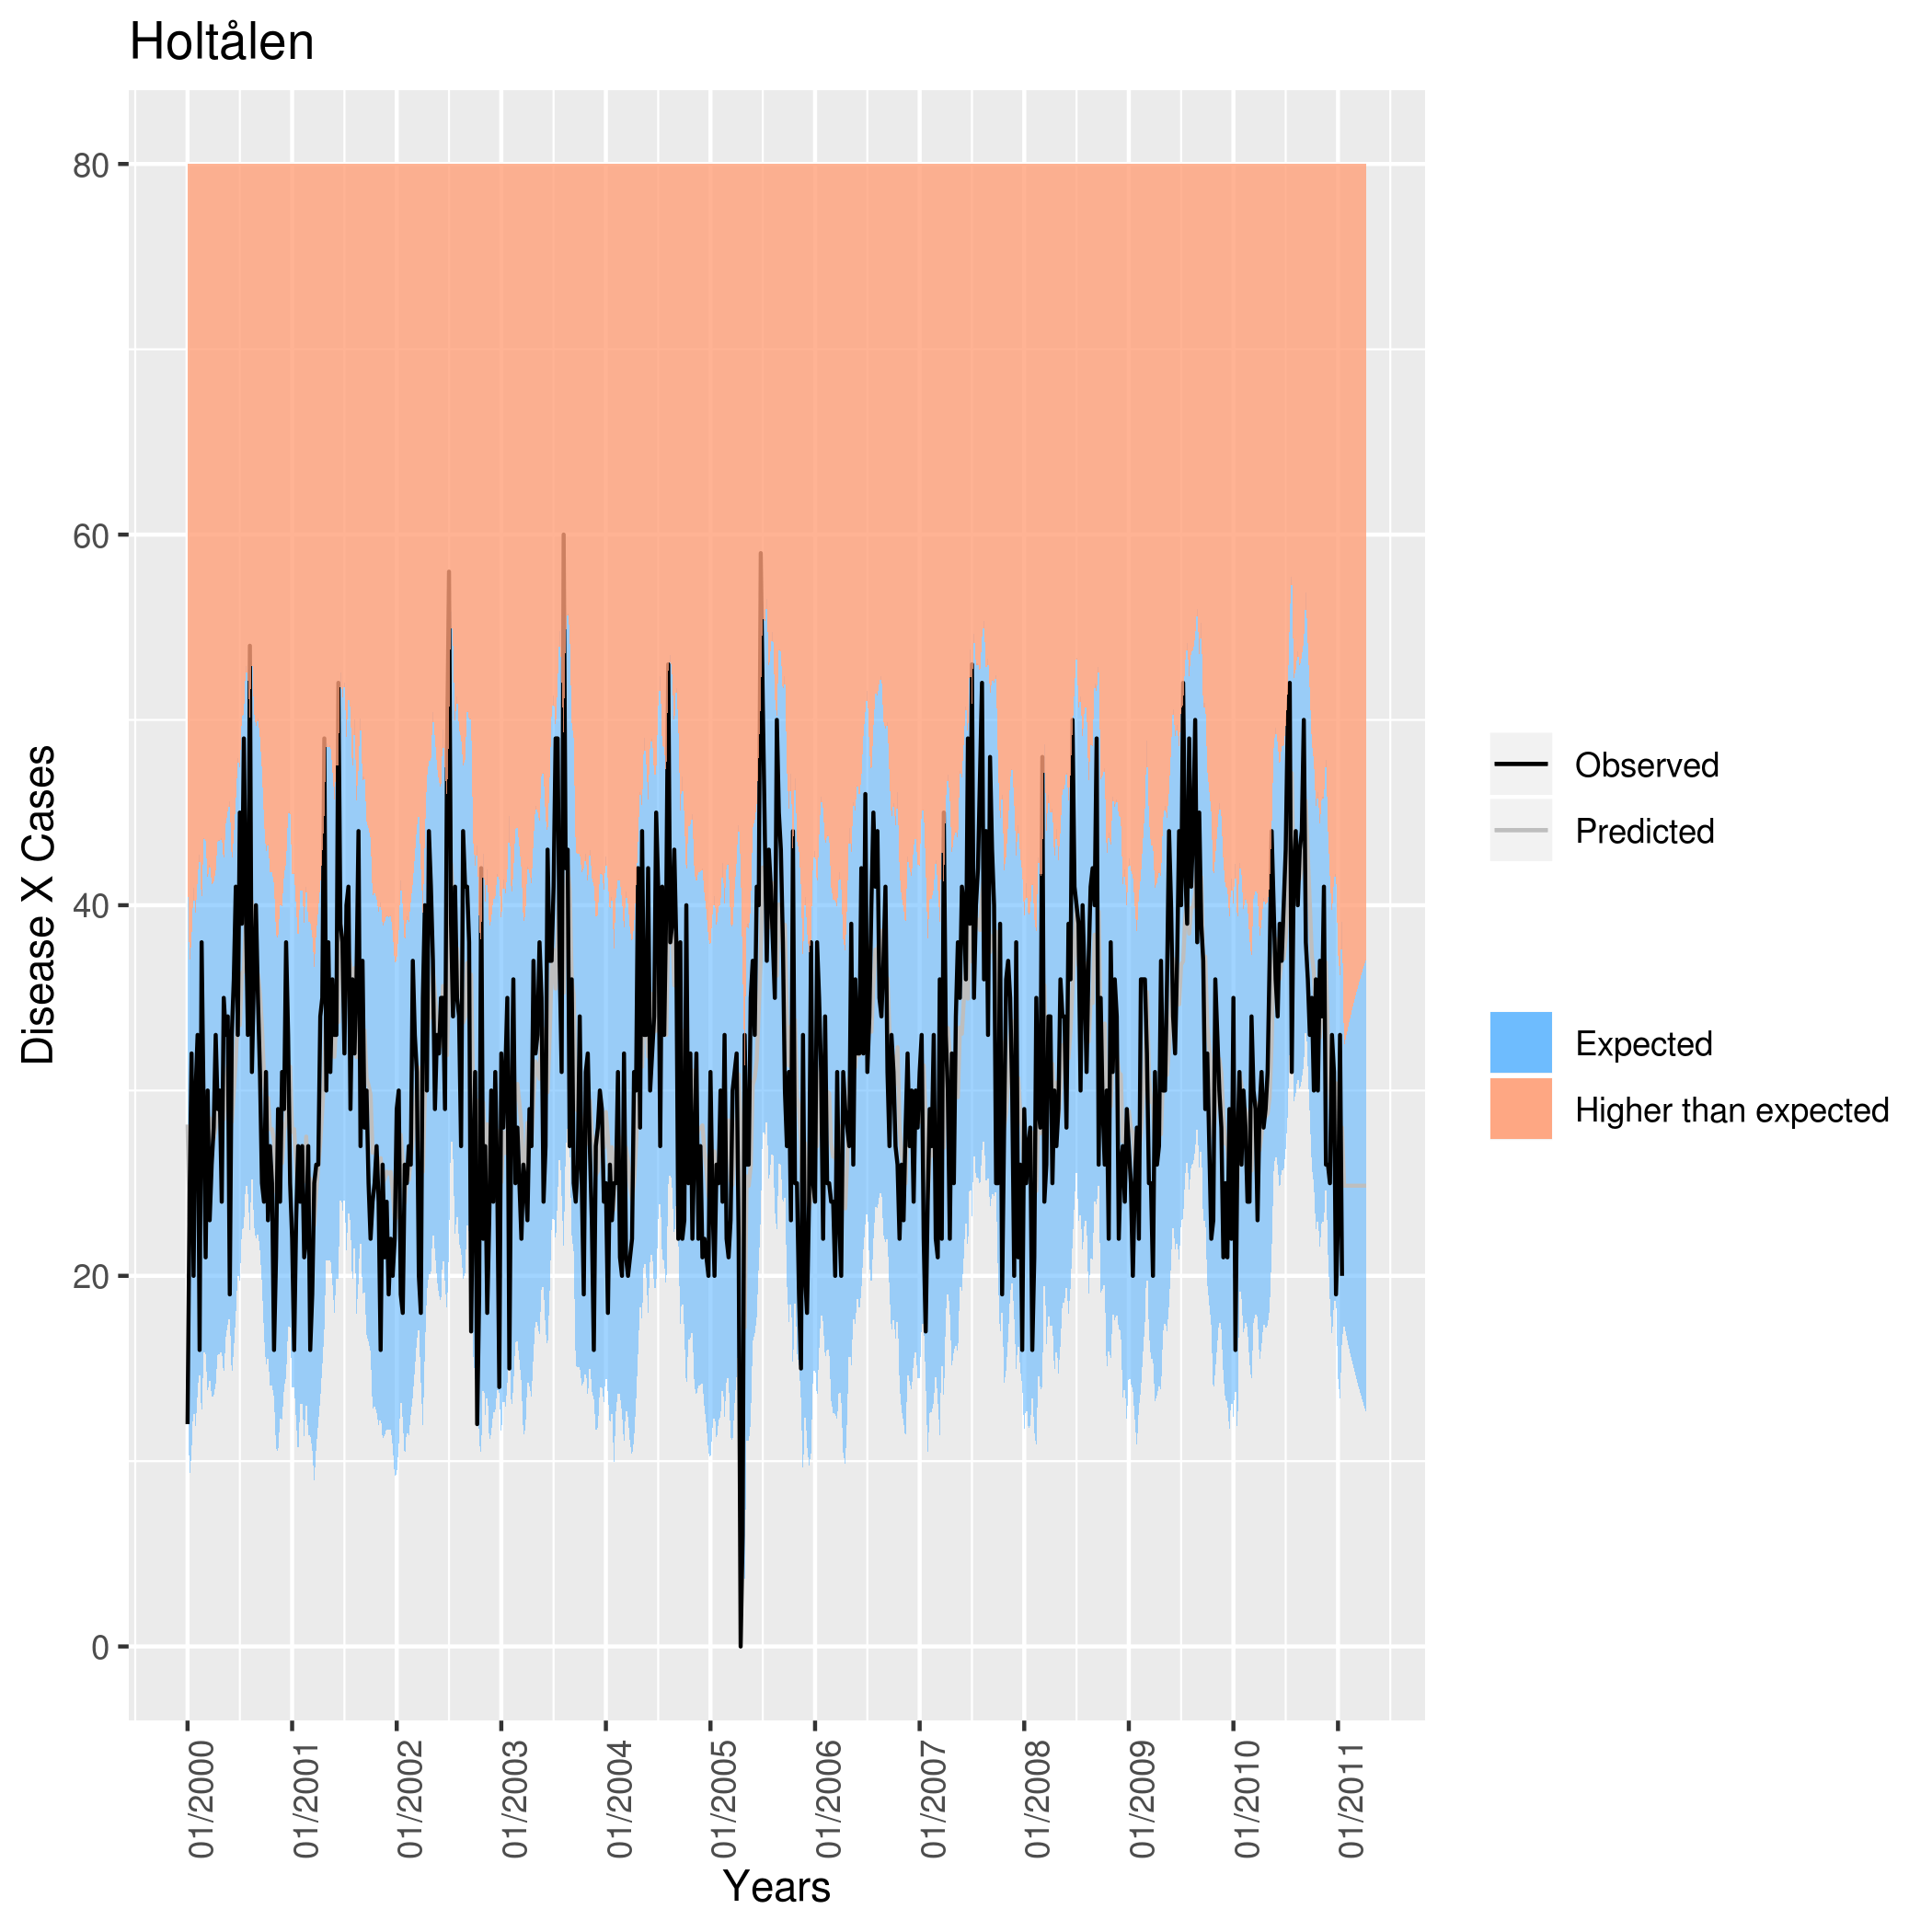 Holtålen
Disease X Cases
80
60
40
20
0
01/2000
01/2001
01/2002
01/2003
01/2004
01/2005
01/2006
01/2007
01/2008
01/2009
01/2010
01/2011
Years
Observed
Predicted
Expected
Higher than expected